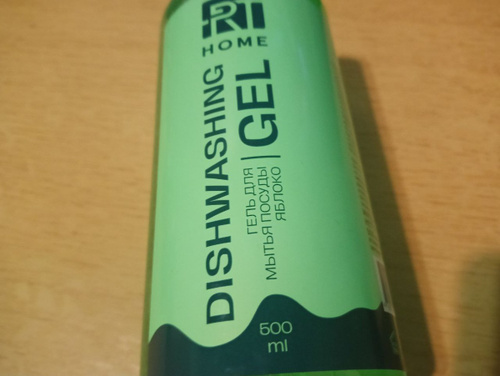 HOME
DISHWASHING
GEL
ГЕЛЬ ДЛЯ
МЫТЬЯ ПОСУДЫ
ЯБЛОКО
500
ml